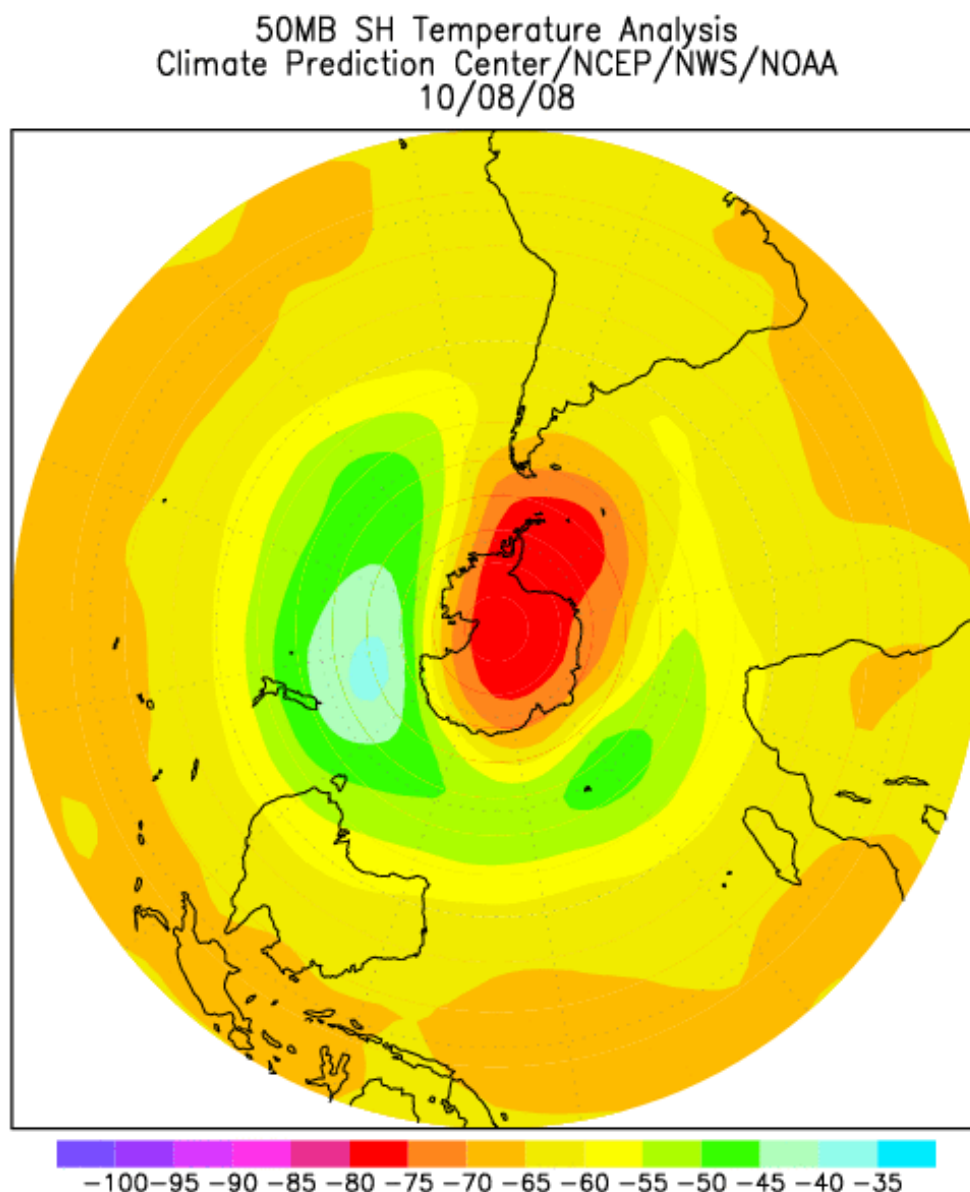 50MB SH Temperature Analysis
Climate Prediction Center/NCEP/NWS/NOAA
10/08/08
-100 -95 -90 -85 -80 -75 -70 -65 -60 -55 -50 -45 -40 -35